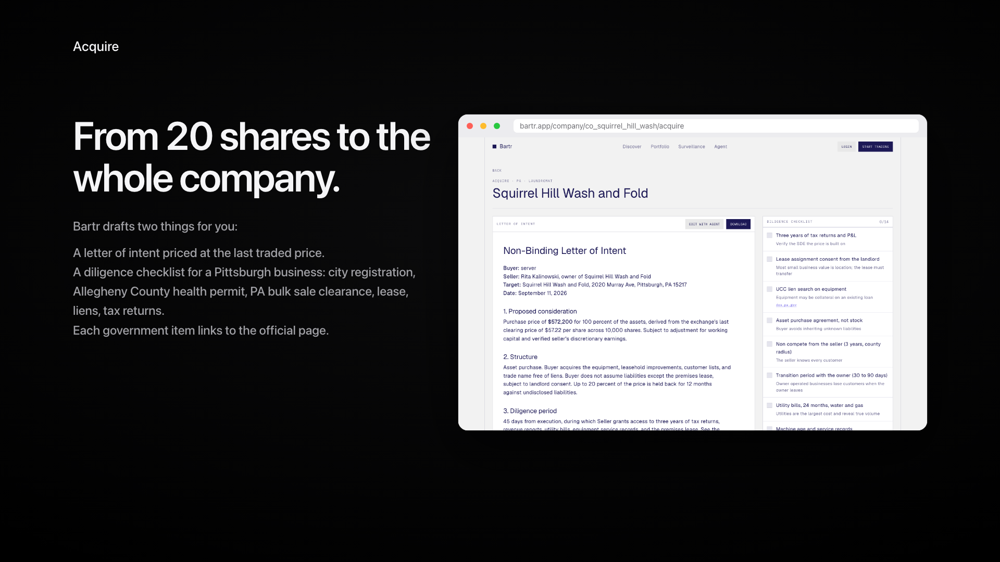 Acquire
From 20 shares to the
whole company.
Bartr drafts two things for you:
A letter of intent priced at the last traded price.
A diligence checklist for a Pittsburgh business: city registration,
Allegheny County health permit, PA bulk sale clearance, lease,
liens, tax returns.
Each government item links to the official page.
bartr.app/company/co_squirrel_hill_wash/acquire
Bartr
Discover Portfolio Surveillance Agent
LOGIN START TRADING
BACK
ACQUIRE · PA · LAUNDROMAT
Squirrel Hill Wash and Fold
LETTER OF INTENT
EDIT WITH AGENT DOWNLOAD
Non-Binding Letter of Intent
Buyer: server
Seller: Rita Kalinowski, owner of Squirrel Hill Wash and Fold
Target: Squirrel Hill Wash and Fold, 2020 Murray Ave, Pittsburgh, PA 15217
Date: September 11, 2026
1. Proposed consideration
Purchase price of $572,200 for 100 percent of the assets, derived from the exchange's last
clearing price of $57.22 per share across 10,000 shares. Subject to adjustment for working
capital and verified seller's discretionary earnings.
2. Structure
Asset purchase. Buyer acquires the equipment, leasehold improvements, customer lists, and
trade name free of liens. Buyer does not assume liabilities except the premises lease,
subject to landlord consent. Up to 20 percent of the price is held back for 12 months
against undisclosed liabilities.
3. Diligence period
45 days from execution, during which Seller grants access to three years of tax returns,
revenue reports, utility bills, equipment service records, and the premises lease. See the
DILIGENCE CHECKLIST 0/14
Three years of tax returns and P&L
Verify the SDE the price is built on
Lease assignment consent from the landlord
Most small business value is location; the lease must
transfer
UCC lien search on equipment
Equipment may be collateral on an existing loan
dos.pa.gov
Asset purchase agreement, not stock
Buyer avoids inheriting unknown liabilities
Non compete from the seller (3 years, county
radius)
The seller knows every customer
Transition period with the owner (30 to 90 days)
Owner operated businesses lose customers when the
owner leaves
Utility bills, 24 months, water and gas
Utilities are the largest cost and reveal true volume
Machine age and service records